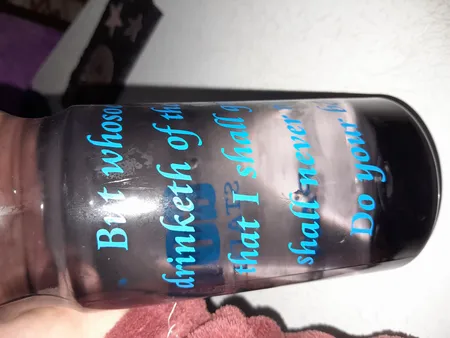 But whoso
drinketh of th
that I shall g
shall never
Do your